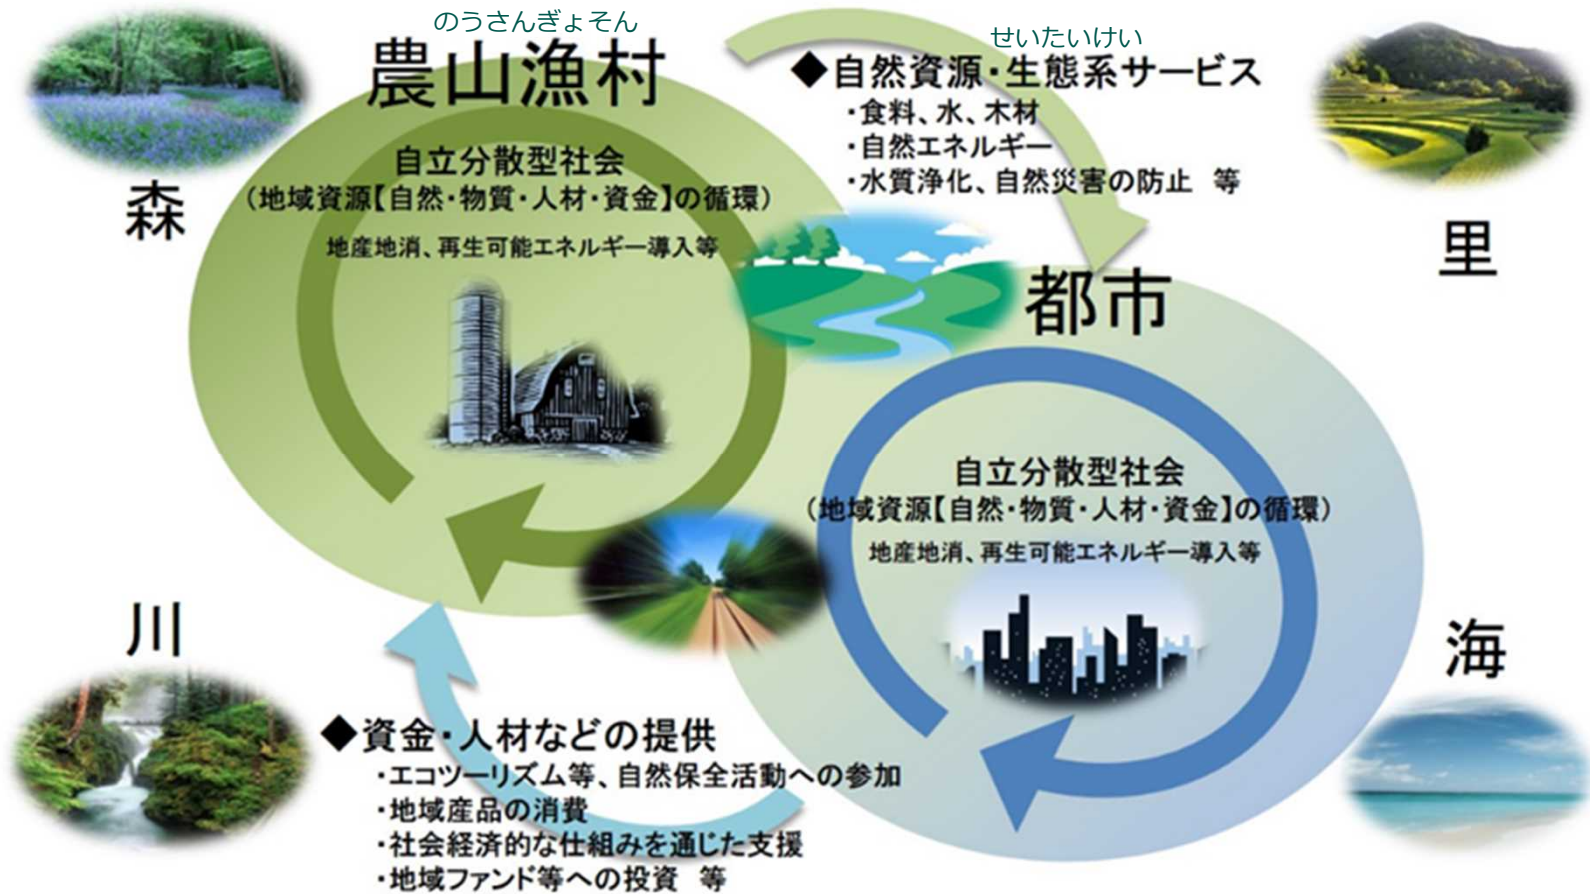 のうさんぎょそん
農山漁村
せいたいけい
◆自然資源・生態系サービス
・食料、水、木材
・自然エネルギー
・水質浄化、自然災害の防止 等
森
自立分散型社会
（地域資源【自然・物質・人材・資金】の循環）
地産地消、再生可能エネルギー導入等
里
都市
自立分散型社会
（地域資源【自然・物質・人材・資金】の循環）
地産地消、再生可能エネルギー導入等
川
海
◆資金・人材などの提供
・エコツーリズム等、自然保全活動への参加
・地域産品の消費
・社会経済的な仕組みを通じた支援
・地域ファンド等への投資 等